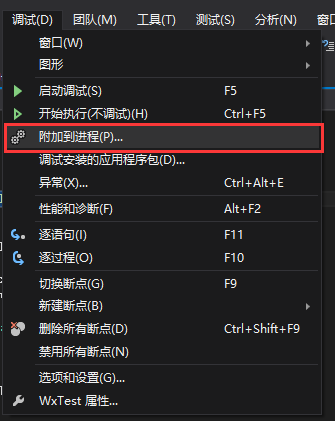 调试(D) 团队(M) 工具(T) 测试(S) 分析(N) 窗口
窗口(W)
图形
启动调试(S) F5
开始执行(不调试)(H) Ctrl+F5
附加到进程(P)...
调试安装的应用程序包(D)...
异常(X)... Ctrl+Alt+E
性能和诊断(F) Alt+F2
逐语句(I) F11
逐过程(O) F10
切换断点(G) F9
新建断点(B)
删除所有断点(D) Ctrl+Shift+F9
禁用所有断点(N)
选项和设置(G)...
WxTest 属性...